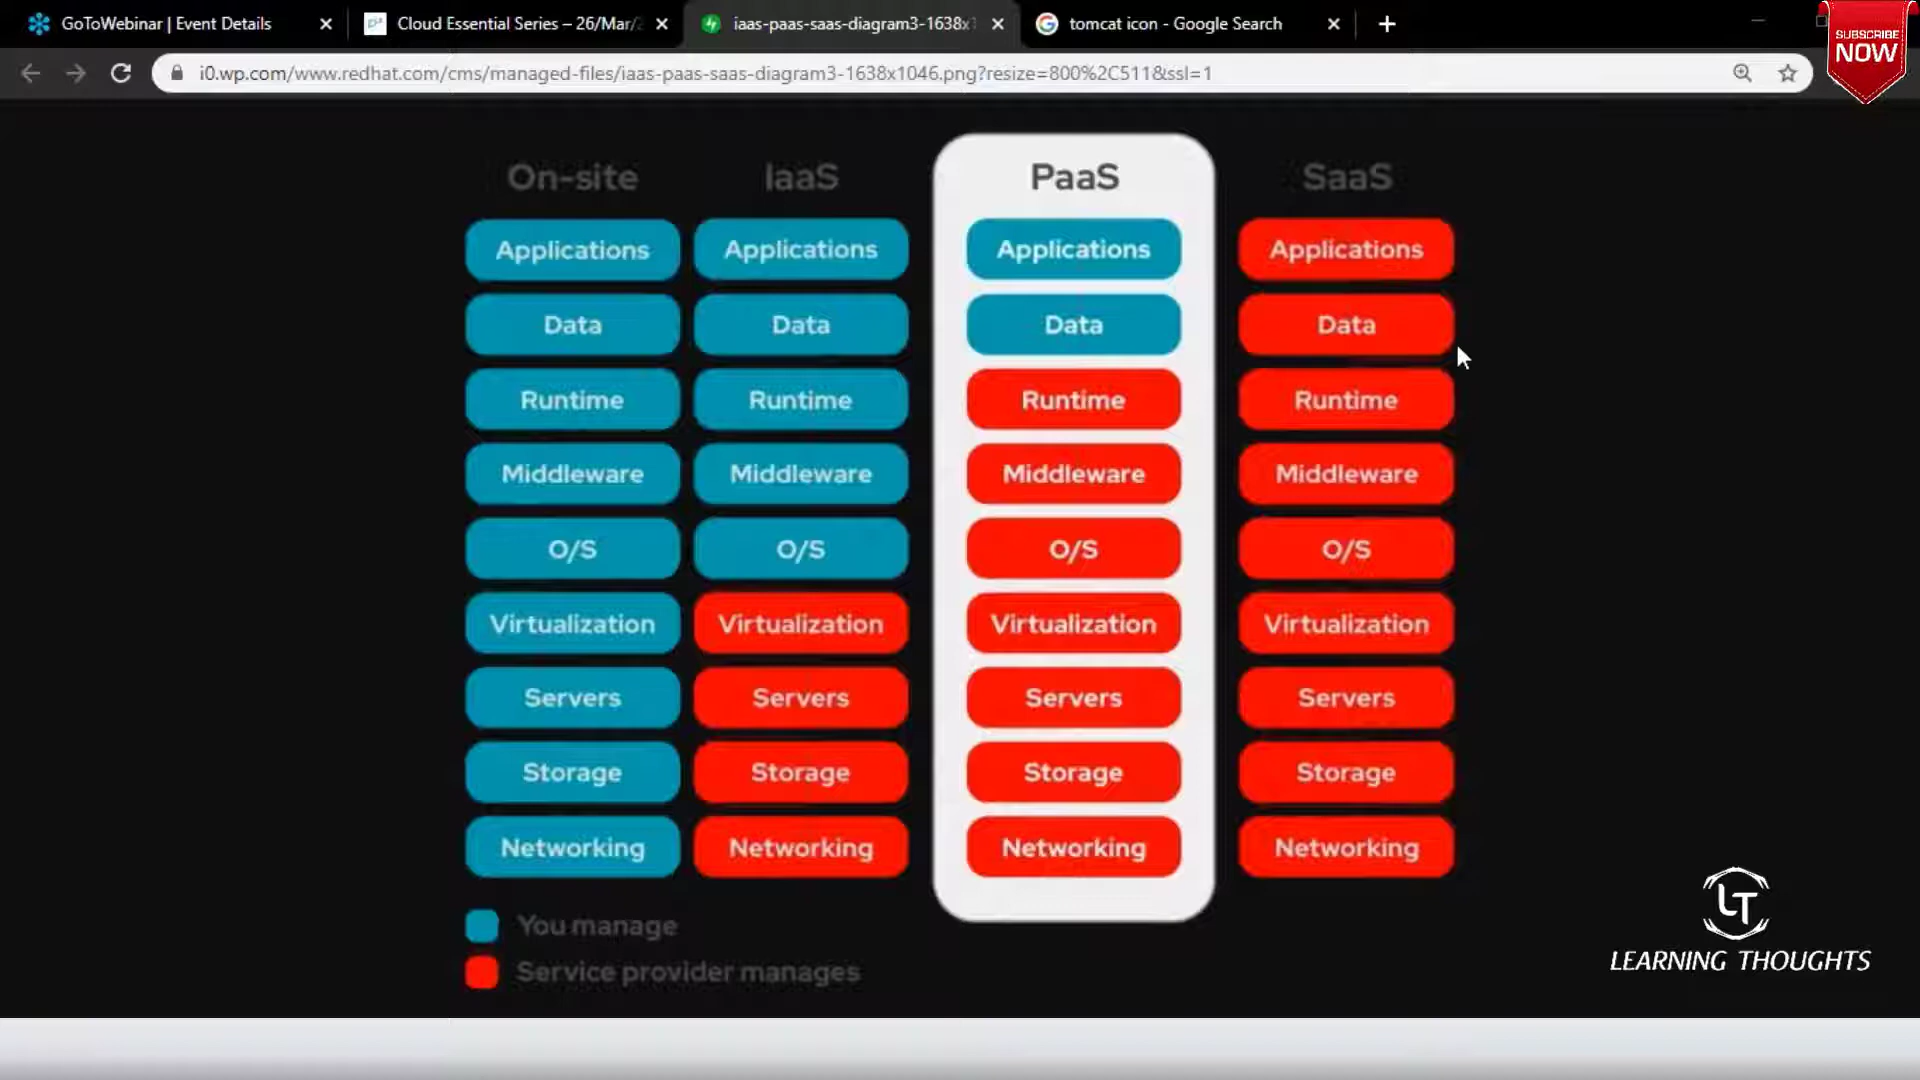 GoToWebinar | Event Details
Cloud Essential Series – 26/Mar/
iaas-paas-saas-diagram3-1638x
tomcat icon - Google Search
i0.wp.com/www.redhat.com/cms/managed-files/iaas-paas-saas-diagram3-1638x1046.png?resize=800%2C511&ssl=1
SUBSCRIBE
NOW
On-site IaaS PaaS SaaS
Applications Applications Applications Applications
Data Data Data Data
Runtime Runtime Runtime Runtime
Middleware Middleware Middleware Middleware
O/S O/S O/S O/S
Virtualization Virtualization Virtualization Virtualization
Servers Servers Servers Servers
Storage Storage Storage Storage
Networking Networking Networking Networking
You manage
Service provider manages
LT
LEARNING THOUGHTS